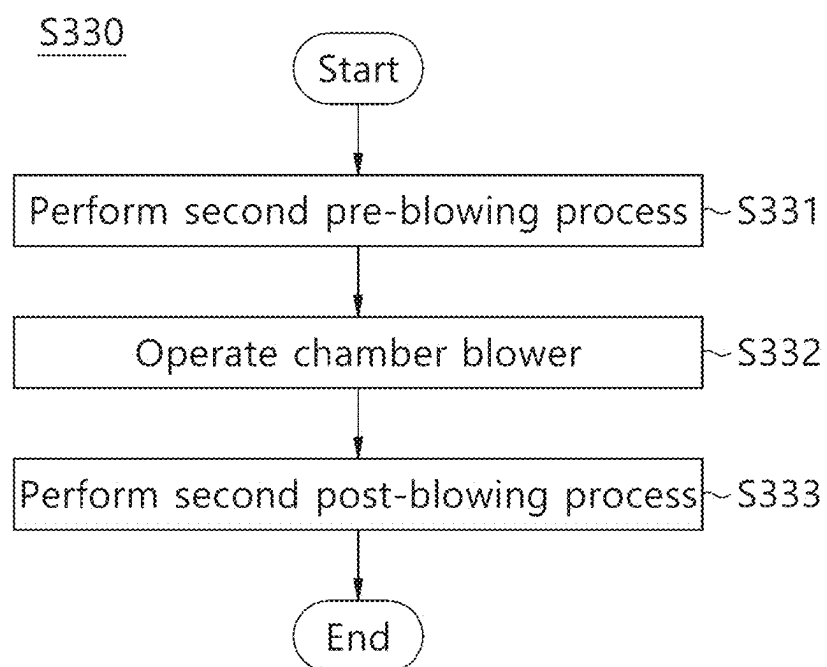 S330
Start
Perform second pre-blowing process S331
Operate chamber blower S332
Perform second post-blowing process S333
End